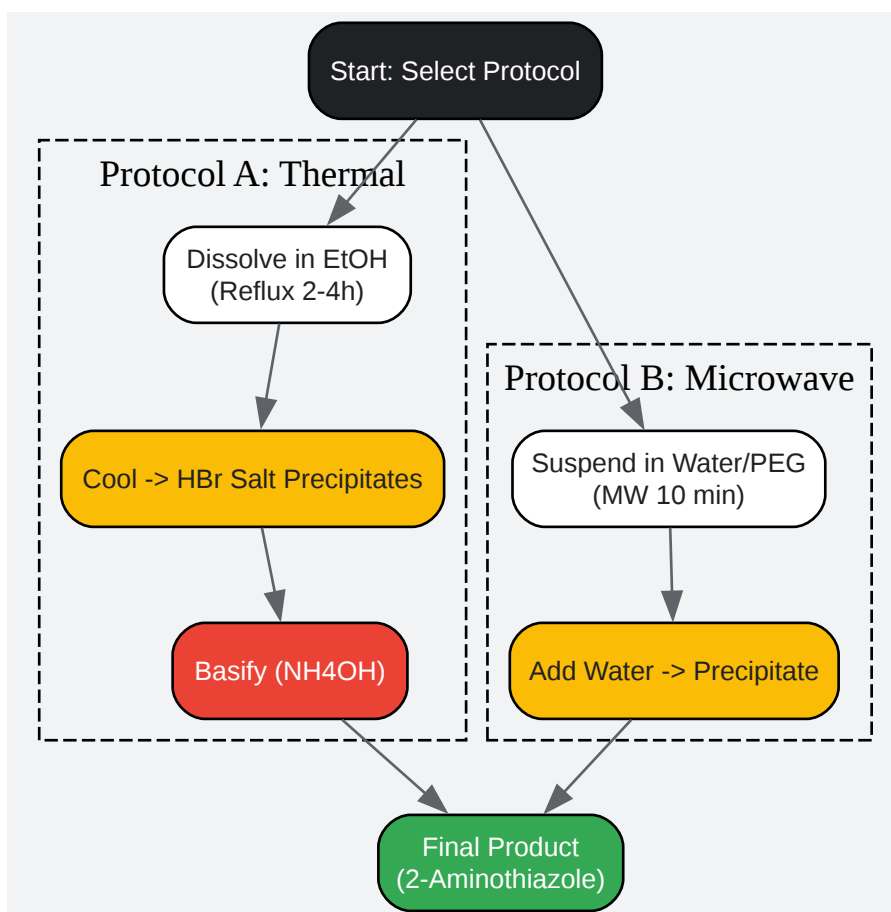 Start: Select Protocol
Protocol A: Thermal
Dissolve in EtOH
(Reflux 2-4h)
Cool -> HBr Salt Precipitates
Basify (NH4OH)
Protocol B: Microwave
Suspend in Water/PEG
(MW 10 min)
Add Water -> Precipitate
Final Product
(2-Aminothiazole)